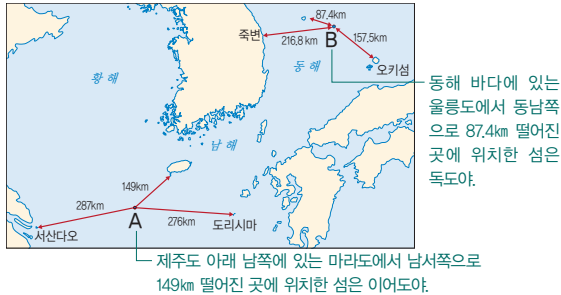 87.4km
죽변
216.8 km
B
157.5km
동해
오키섬
황해
남해
149km
287km
A
276km
서산다오
도리시마
동해 바다에 있는
울릉도에서 동남쪽
으로 87.4㎞ 떨어진
곳에 위치한 섬은
독도야.
제주도 아래 남쪽에 있는 마라도에서 남서쪽으로
149㎞ 떨어진 곳에 위치한 섬은 이어도야.